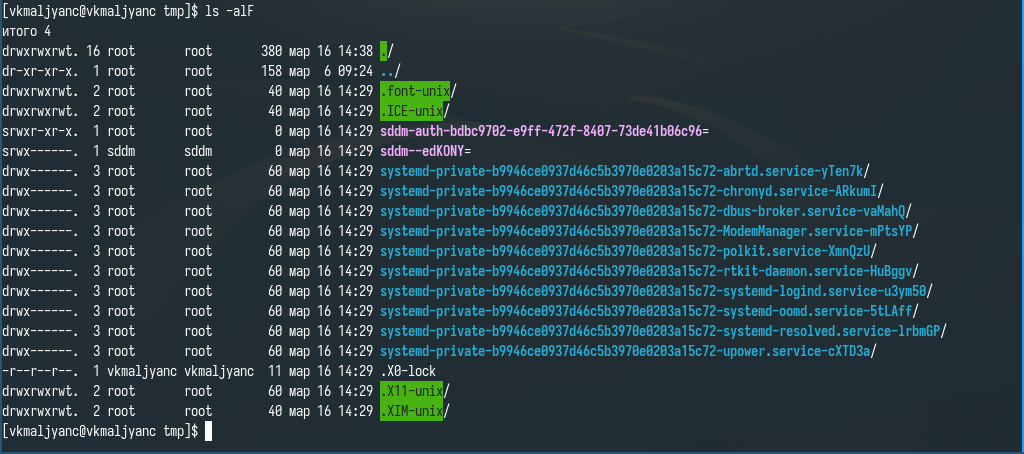 [vkmaljyanc@vkmaljyanc tmp]$ ls -alF
итого 4
drwxrwxrwt. 16 root       root       380 мар 16 14:38 ./
dr-xr-xr-x.  1 root       root       158 мар  6 09:24 ../
drwxrwxrwt.  2 root       root        40 мар 16 14:29 .font-unix/
drwxrwxrwt.  2 root       root        40 мар 16 14:29 .ICE-unix/
srwxr-xr-x.  1 root       root         0 мар 16 14:29 sddm-auth-bdbc9702-e9ff-472f-8407-73de41b06c96=
srwx------.  1 sddm       sddm         0 мар 16 14:29 sddm--edKONY=
drwx------.  3 root       root        60 мар 16 14:29 systemd-private-b9946ce0937d46c5b3970e0203a15c72-abrtd.service-yTen7k/
drwx------.  3 root       root        60 мар 16 14:29 systemd-private-b9946ce0937d46c5b3970e0203a15c72-chronyd.service-ARkumI/
drwx------.  3 root       root        60 мар 16 14:29 systemd-private-b9946ce0937d46c5b3970e0203a15c72-dbus-broker.service-vaMahQ/
drwx------.  3 root       root        60 мар 16 14:29 systemd-private-b9946ce0937d46c5b3970e0203a15c72-ModemManager.service-mPtsYP/
drwx------.  3 root       root        60 мар 16 14:29 systemd-private-b9946ce0937d46c5b3970e0203a15c72-polkit.service-XmnQzU/
drwx------.  3 root       root        60 мар 16 14:29 systemd-private-b9946ce0937d46c5b3970e0203a15c72-rtkit-daemon.service-HuBggv/
drwx------.  3 root       root        60 мар 16 14:29 systemd-private-b9946ce0937d46c5b3970e0203a15c72-systemd-logind.service-u3ym50/
drwx------.  3 root       root        60 мар 16 14:29 systemd-private-b9946ce0937d46c5b3970e0203a15c72-systemd-oomd.service-5tLAff/
drwx------.  3 root       root        60 мар 16 14:29 systemd-private-b9946ce0937d46c5b3970e0203a15c72-systemd-resolved.service-lrbmGP/
drwx------.  3 root       root        60 мар 16 14:29 systemd-private-b9946ce0937d46c5b3970e0203a15c72-upower.service-cXTD3a/
-r--r--r--.  1 vkmaljyanc vkmaljyanc  11 мар 16 14:29 .X0-lock
drwxrwxrwt.  2 root       root        60 мар 16 14:29 .X11-unix/
drwxrwxrwt.  2 root       root        40 мар 16 14:29 .XIM-unix/
[vkmaljyanc@vkmaljyanc tmp]$